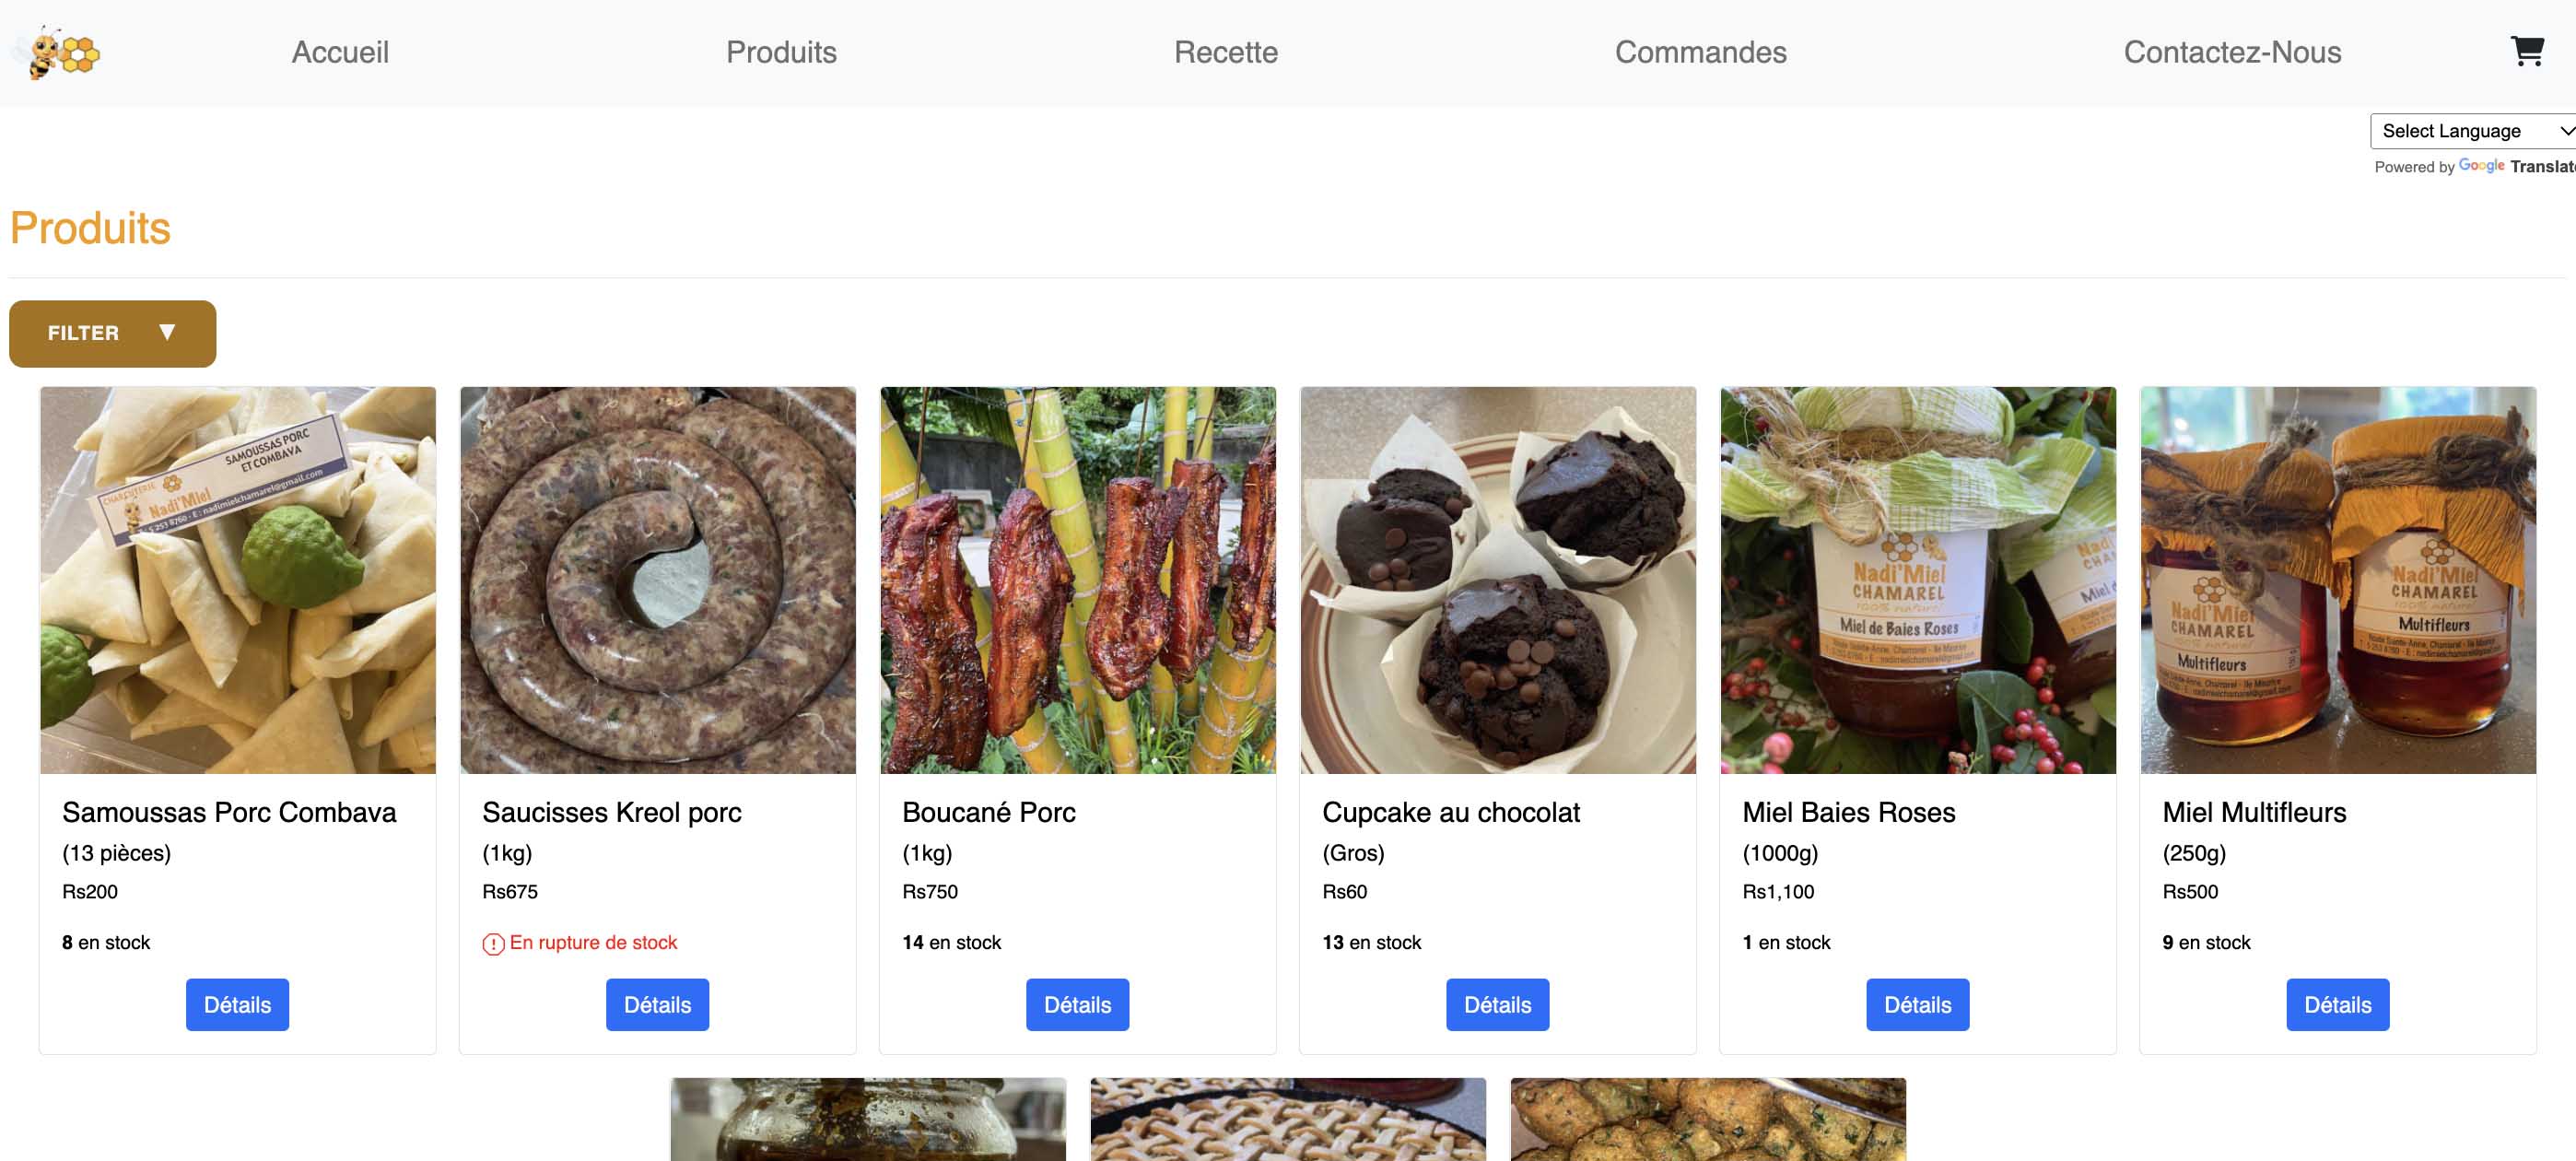 Accueil
Produits
Recette
Commandes
Contactez-Nous
Select Language
Powered by Google Translate
Produits
FILTER ▼
SAMOUSSAS PORC
ET COMBAVA
CHARCUTERIE
Nadi'Miel
253 8760 - E : nadimielchamarel@gmail.com
Nadi'Miel
CHAMAREL
100% naturel
Miel de Baies Roses
Nadi'Miel
CHAMAREL
100% naturel
Multifleurs
Nadi'Miel
CHAMAREL
Multifleurs
Samoussas Porc Combava
(13 pièces)
Rs200
8 en stock
Détails
Saucisses Kreol porc
(1kg)
Rs675
En rupture de stock
Détails
Boucané Porc
(1kg)
Rs750
14 en stock
Détails
Cupcake au chocolat
(Gros)
Rs60
13 en stock
Détails
Miel Baies Roses
(1000g)
Rs1,100
1 en stock
Détails
Miel Multifleurs
(250g)
Rs500
9 en stock
Détails